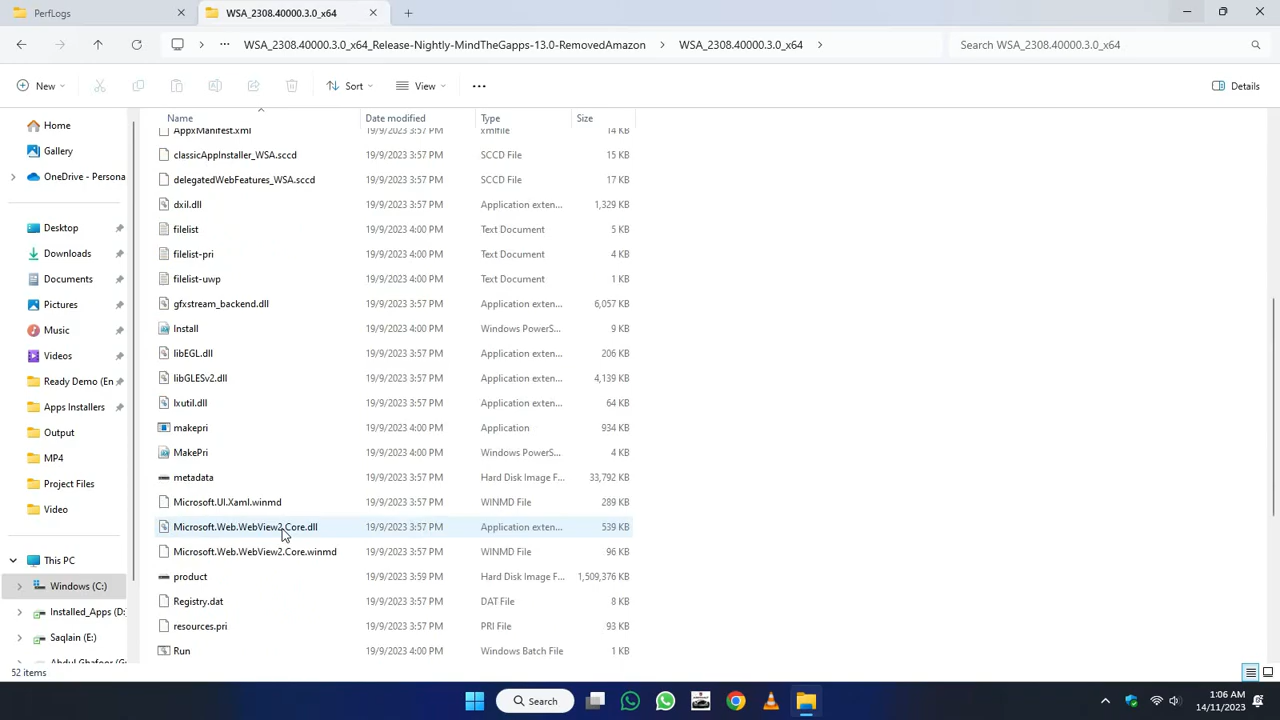 PerfLogs
WSA_2308.40000.3.0_x64
WSA_2308.40000.3.0_x64_Release-Nightly-MindTheGapps-13.0-RemovedAmazon
WSA_2308.40000.3.0_x64
Search WSA_2308.40000.3.0_x64
New
Sort
View
Details
Name Date modified Type Size
AppxManifest.xml 19/9/2023 3:57 PM xmlfile 14 KB
classicAppInstaller_WSA.sccd 19/9/2023 3:57 PM SCCD File 15 KB
delegatedWebFeatures_WSA.sccd 19/9/2023 3:57 PM SCCD File 17 KB
dxil.dll 19/9/2023 3:57 PM Application exten... 1,329 KB
filelist 19/9/2023 4:00 PM Text Document 5 KB
filelist-pri 19/9/2023 4:00 PM Text Document 4 KB
filelist-uwp 19/9/2023 4:00 PM Text Document 1 KB
gfxstream_backend.dll 19/9/2023 3:57 PM Application exten... 6,057 KB
Install 19/9/2023 4:00 PM Windows PowerS... 9 KB
libEGL.dll 19/9/2023 3:57 PM Application exten... 206 KB
libGLESv2.dll 19/9/2023 3:57 PM Application exten... 4,139 KB
lxutil.dll 19/9/2023 3:57 PM Application exten... 64 KB
makepri 19/9/2023 4:00 PM Application 934 KB
MakePri 19/9/2023 4:00 PM Windows PowerS... 4 KB
metadata 19/9/2023 3:57 PM Hard Disk Image F... 33,792 KB
Microsoft.UI.Xaml.winmd 19/9/2023 3:57 PM WINMD File 289 KB
Microsoft.Web.WebView2.Core.dll 19/9/2023 3:57 PM Application exten... 539 KB
Microsoft.Web.WebView2.Core.winmd 19/9/2023 3:57 PM WINMD File 96 KB
product 19/9/2023 3:59 PM Hard Disk Image F... 1,509,376 KB
Registry.dat 19/9/2023 3:57 PM DAT File 8 KB
resources.pri 19/9/2023 3:57 PM PRI File 93 KB
Run 19/9/2023 4:00 PM Windows Batch File 1 KB
Home
Gallery
OneDrive - Persona
Desktop
Downloads
Documents
Pictures
Music
Videos
Ready Demo (En
Apps Installers
Output
MP4
Project Files
Video
This PC
Windows (C:)
Installed_Apps (D:
Saqlain (E:)
Abdul Ghafoor (G:
52 items
Search
1:06 AM
14/11/2023